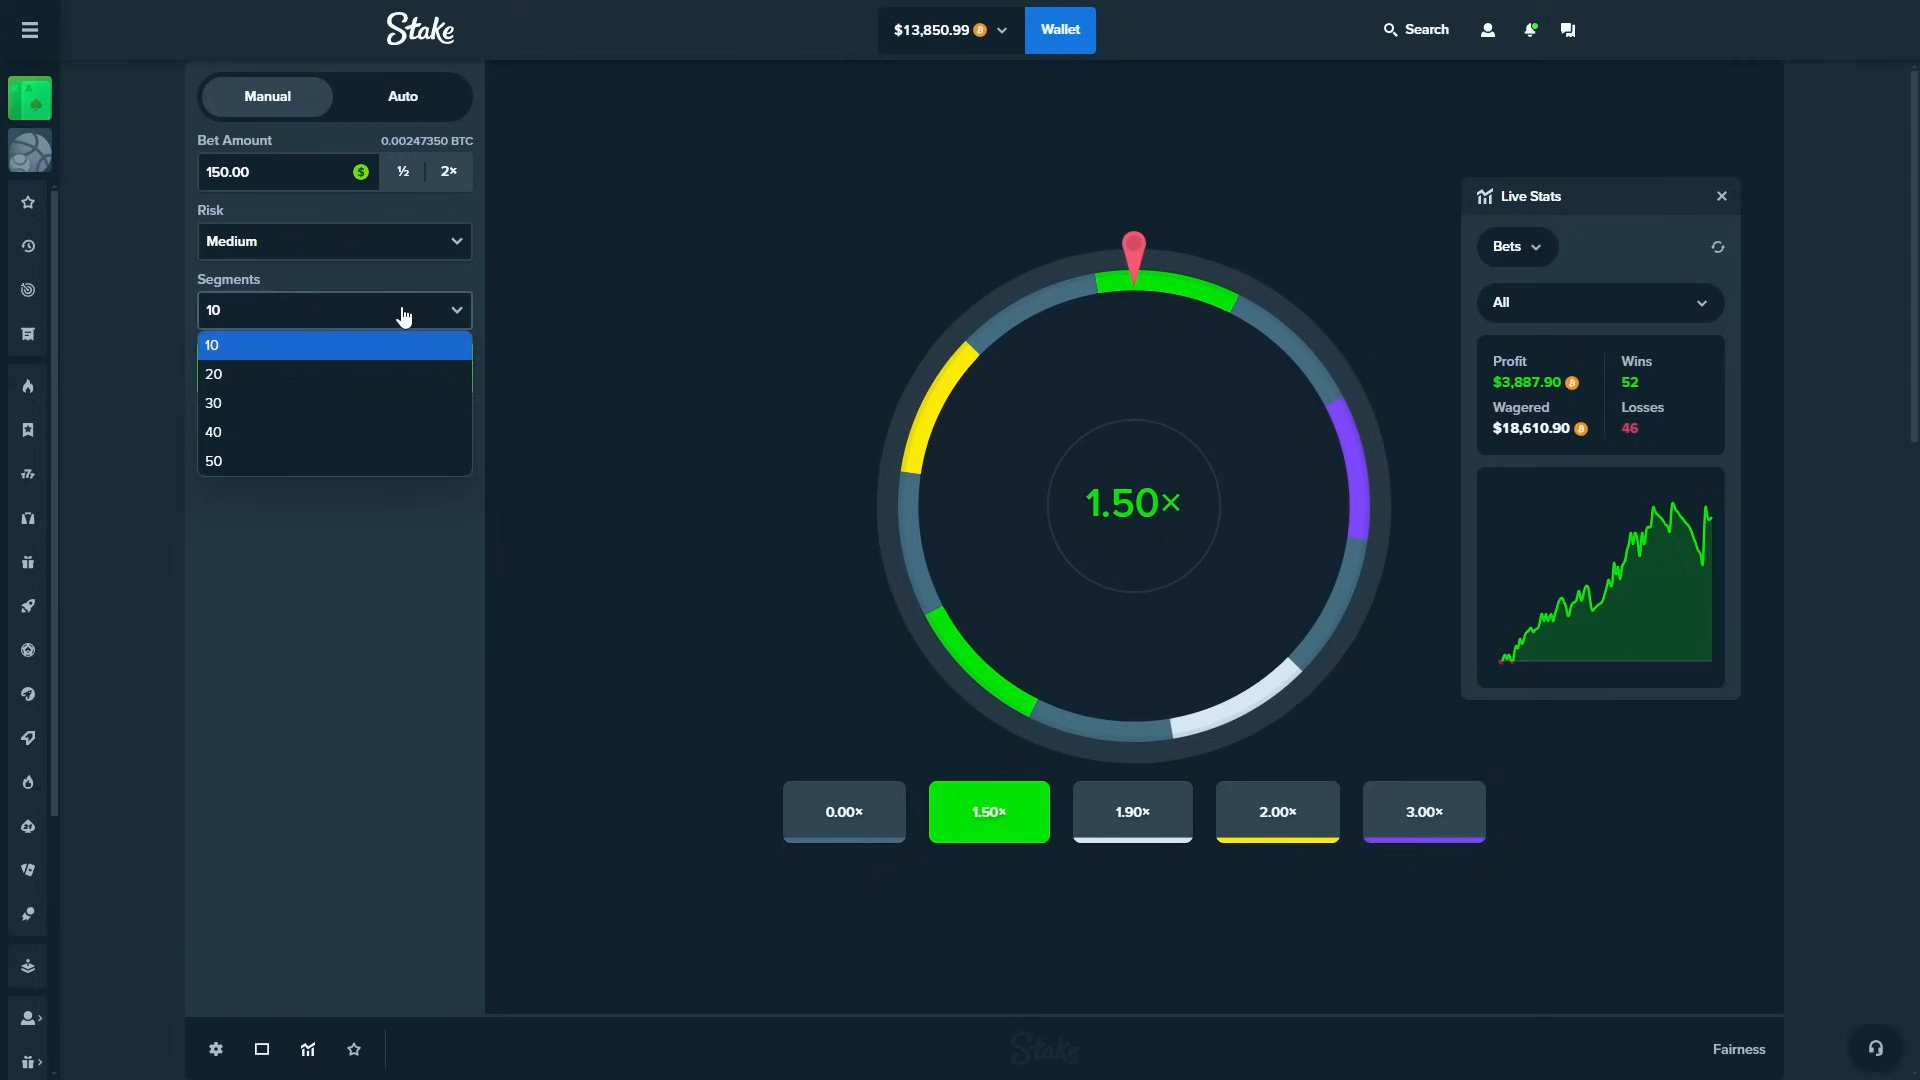 Stake
$13,850.99
Wallet
Search
Manual
Auto
Bet Amount
0.00247350 BTC
150.00
½
2×
Risk
Medium
Segments
10
10
20
30
40
50
1.50×
0.00×
1.50×
1.90×
2.00×
3.00×
Live Stats
Bets
All
Profit
Wins
$3,887.90
52
Wagered
Losses
$18,610.90
46
Stake
Fairness